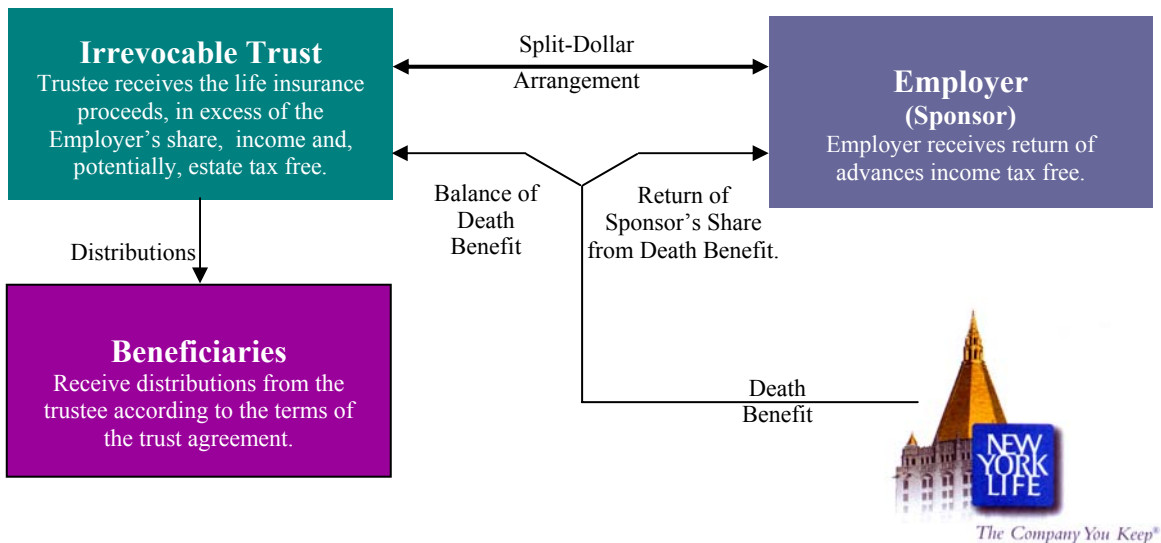 Irrevocable Trust
Trustee receives the life insurance
proceeds, in excess of the
Employer’s share, income and,
potentially, estate tax free.
Split-Dollar
Arrangement
Employer
(Sponsor)
Employer receives return of
advances income tax free.
Balance of
Death
Benefit
Return of
Sponsor’s Share
from Death Benefit.
Distributions
Beneficiaries
Receive distributions from the
trustee according to the terms of
the trust agreement.
Death
Benefit
NEW
YORK
LIFE
The Company You Keep®